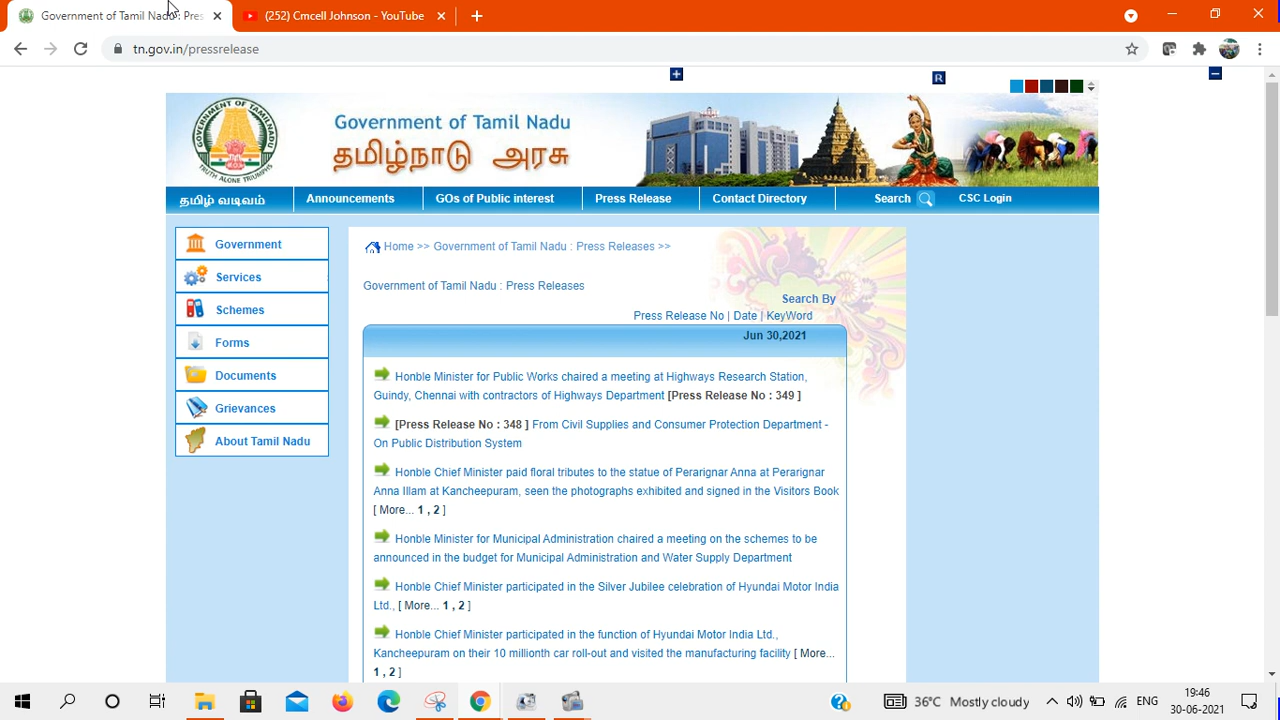 Government of Tamil Nadu : Pres
(252) Cmcell Johnson - YouTube
tn.gov.in/pressrelease
R
GOVERNMENT OF TAMILNADU
TRUTH ALONE TRIUMPHS
Government of Tamil Nadu
தமிழ்நாடு அரசு
தமிழ் வடிவம்
Announcements
GOs of Public interest
Press Release
Contact Directory
Search
CSC Login
Government
Services
Schemes
Forms
Documents
Grievances
About Tamil Nadu
Home >> Government of Tamil Nadu : Press Releases >>
Government of Tamil Nadu : Press Releases
Search By
Press Release No | Date | KeyWord
Jun 30,2021
Honble Minister for Public Works chaired a meeting at Highways Research Station,
Guindy, Chennai with contractors of Highways Department [Press Release No : 349 ]
[Press Release No : 348 ] From Civil Supplies and Consumer Protection Department -
On Public Distribution System
Honble Chief Minister paid floral tributes to the statue of Perarignar Anna at Perarignar
Anna Illam at Kancheepuram, seen the photographs exhibited and signed in the Visitors Book
[ More... 1 , 2 ]
Honble Minister for Municipal Administration chaired a meeting on the schemes to be
announced in the budget for Municipal Administration and Water Supply Department
Honble Chief Minister participated in the Silver Jubilee celebration of Hyundai Motor India
Ltd., [ More... 1 , 2 ]
Honble Chief Minister participated in the function of Hyundai Motor India Ltd.,
Kancheepuram on their 10 millionth car roll-out and visited the manufacturing facility [ More...
1 , 2 ]
36°C Mostly cloudy
ENG
19:46
30-06-2021